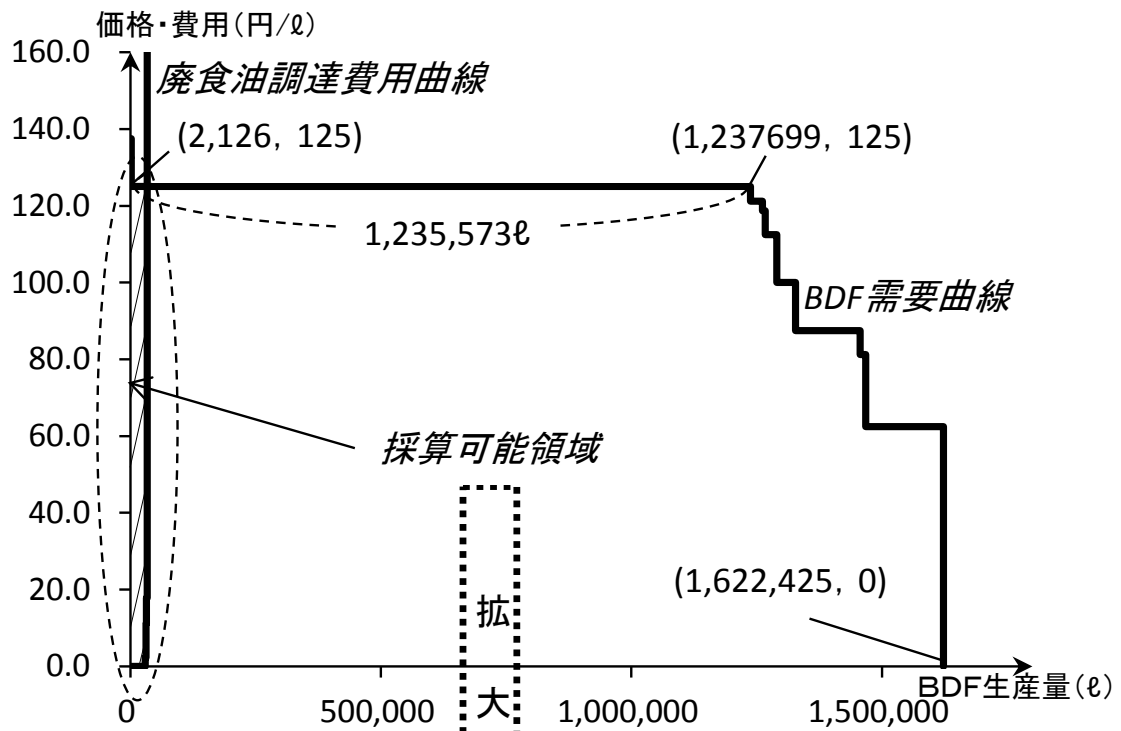 価格・費用(円/ℓ)
160.0
廃食油調達費用曲線
140.0
(2,126, 125)
(1,237699, 125)
120.0
1,235,573ℓ
100.0
BDF需要曲線
80.0
60.0
採算可能領域
40.0
(1,622,425, 0)
20.0
拡
0.0
大
BDF生産量(ℓ)
0
500,000
1,000,000
1,500,000